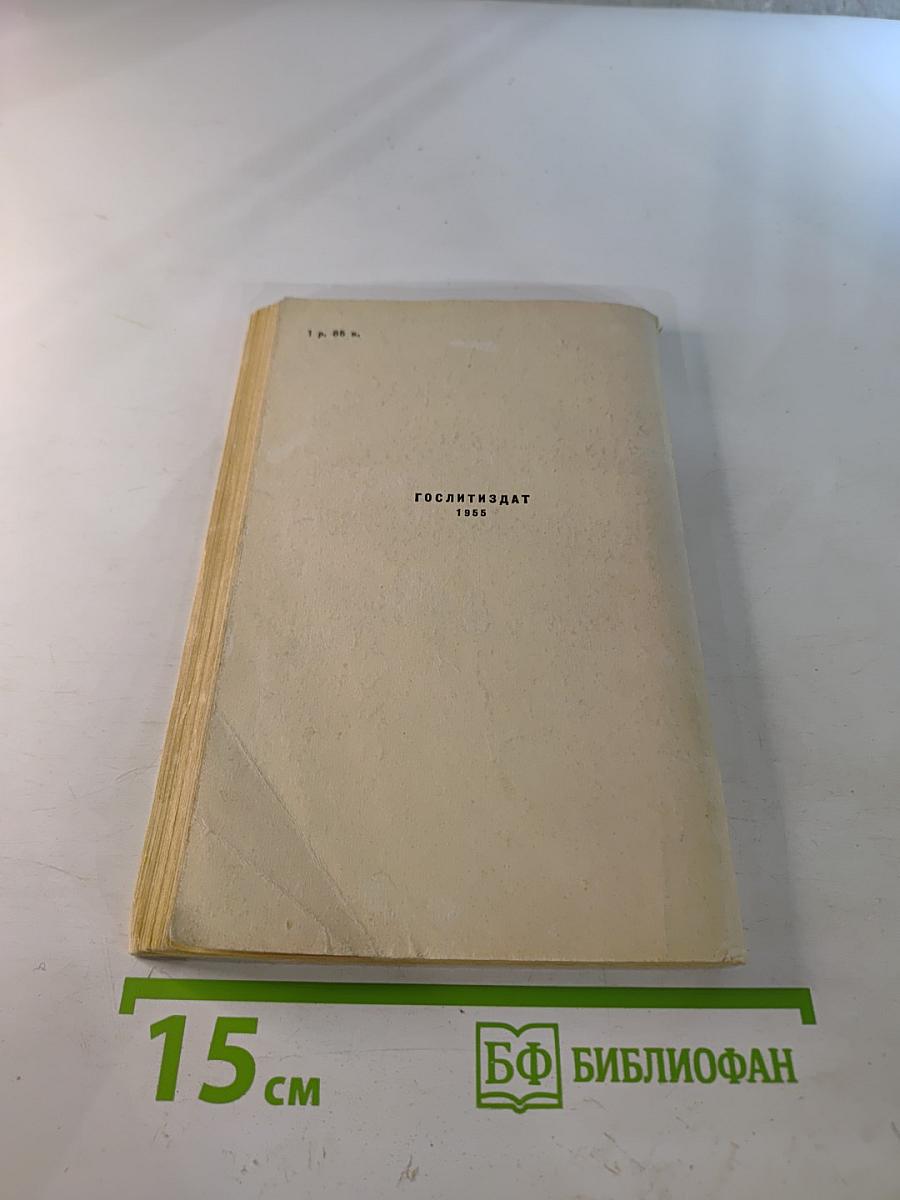 1 р. 85 к.
ГОСЛИТИЗДАТ
1955
15 см
БФ БИБЛИОФАН